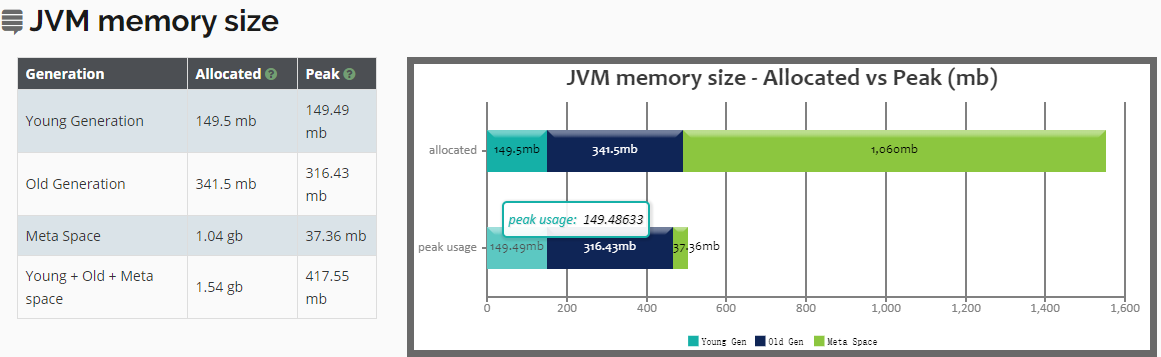 JVM memory size
Generation Allocated Peak
Young Generation 149.5 mb 149.49
mb
Old Generation 341.5 mb 316.43
mb
Meta Space 1.04 gb 37.36 mb
Young + Old + Meta
space 1.54 gb 417.55
mb
JVM memory size - Allocated vs Peak (mb)
allocated 149.5mb 341.5mb 1,060mb
peak usage: 149.48633
peak usage 149.49mb 316.43mb 37.36mb
0 200 400 600 800 1,000 1,200 1,400 1,600
Young Gen Old Gen Meta Space